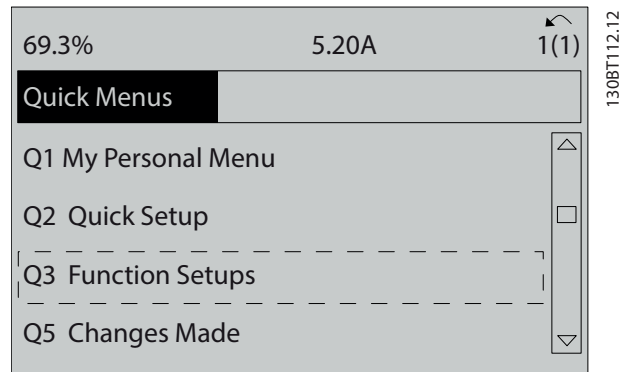 69.3% 5.20A 1(1)
Quick Menus
Q1 My Personal Menu
Q2 Quick Setup
Q3 Function Setups
Q5 Changes Made
130BT112.12